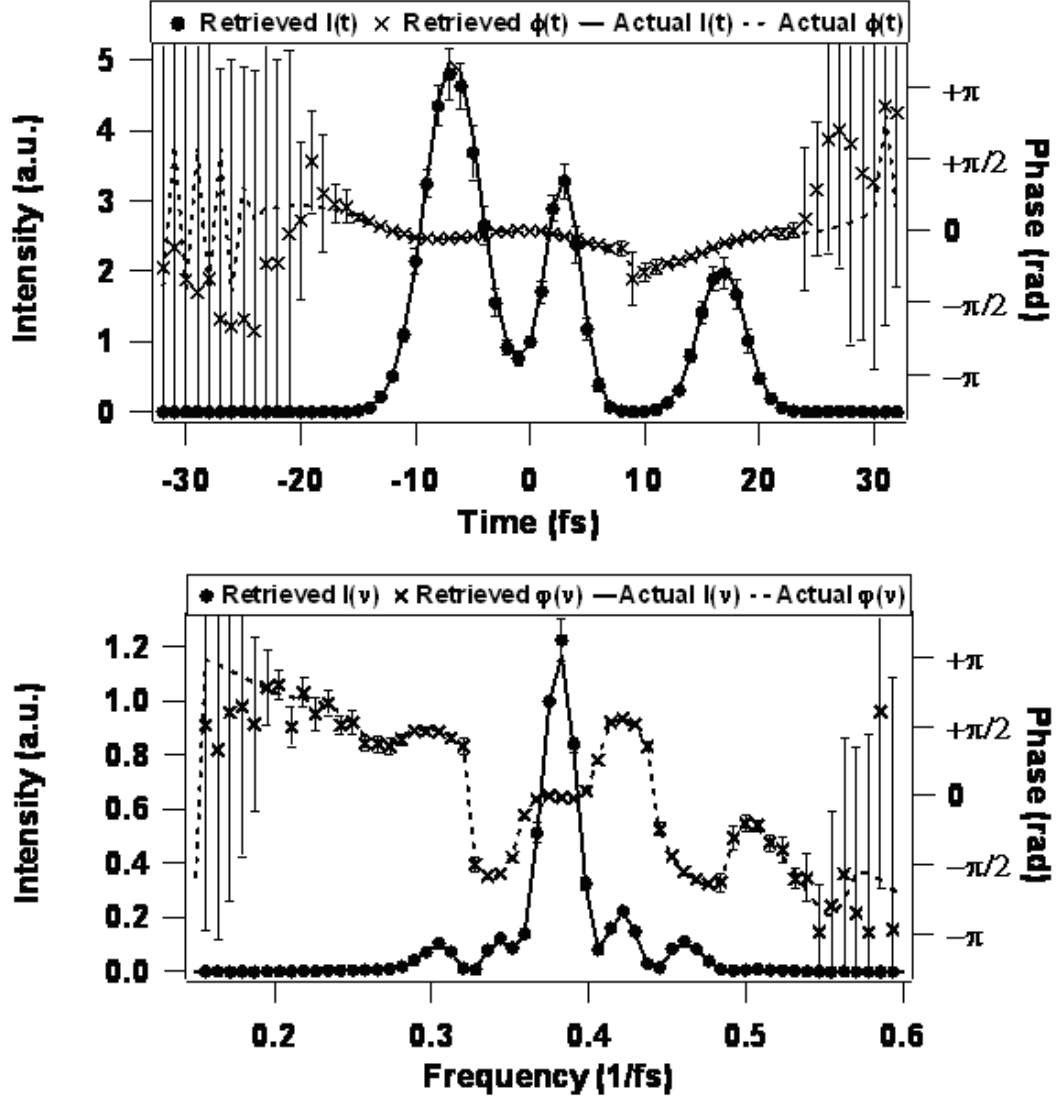 Retrieved I(t) Retrieved ϕ(t) Actual I(t) Actual ϕ(t)
5
4
3
2
1
0
Intensity (a.u.)
+π
+π/2
0
−π/2
−π
Phase (rad)
-30 -20 -10 0 10 20 30
Time (fs)
Retrieved I(ν) Retrieved φ(ν) Actual I(ν) Actual φ(ν)
1.2
1.0
0.8
0.6
0.4
0.2
0.0
Intensity (a.u.)
+π
+π/2
0
−π/2
−π
Phase (rad)
0.2 0.3 0.4 0.5 0.6
Frequency (1/fs)